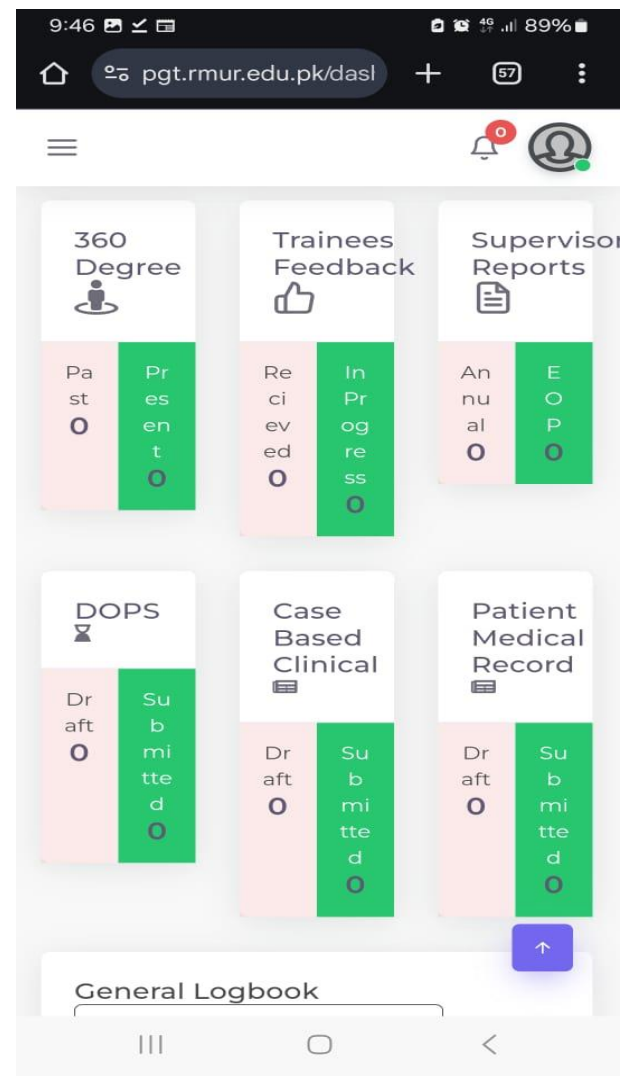 9:46
4G
89%
pgt.rmur.edu.pk/dasl
57
0
360
Degree
Pa
st
0
Pr
es
en
t
0
Trainees
Feedback
Re
ci
ev
ed
0
In
Pr
og
re
ss
0
Supervisor
Reports
An
nu
al
0
E
O
P
0
DOPS
Dr
aft
0
Su
b
mi
tte
d
0
Case
Based
Clinical
Dr
aft
0
Su
b
mi
tte
d
0
Patient
Medical
Record
Dr
aft
0
Su
b
mi
tte
d
0
General Logbook